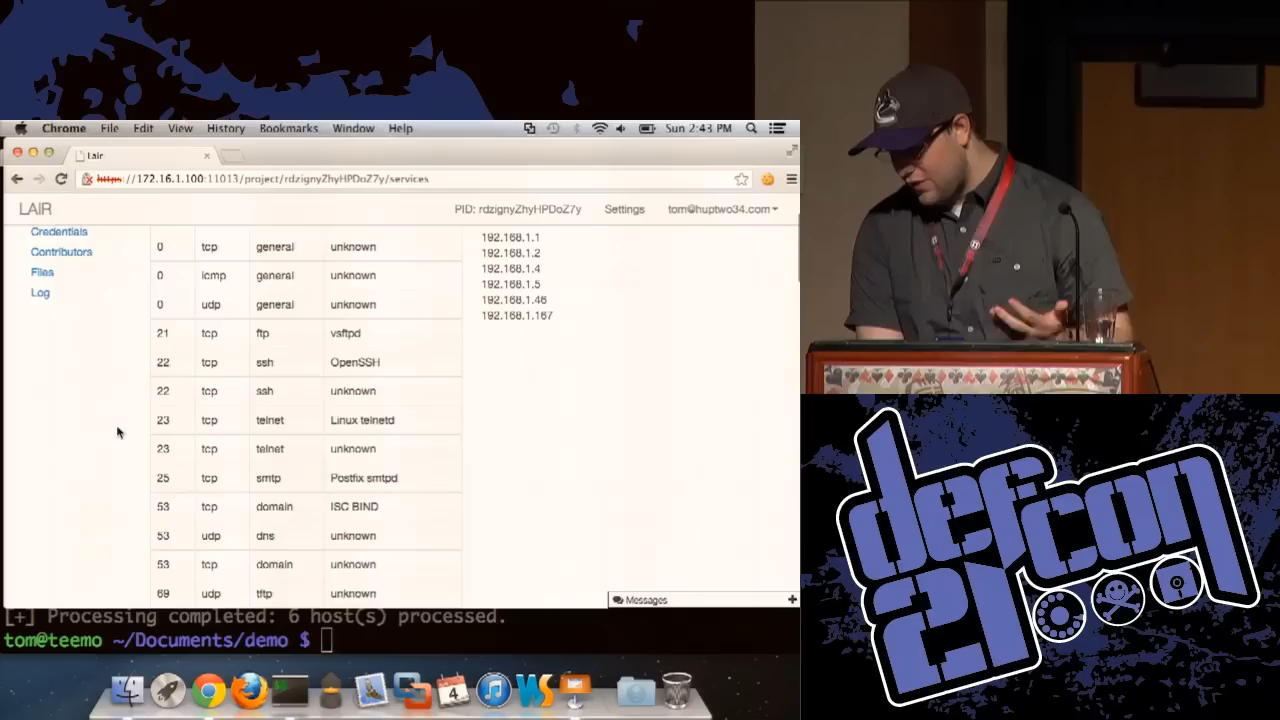 Chrome File Edit View History Bookmarks Window Help Sun 2:43 PM
Lair
https://172.16.1.100:11013/project/rdzignyZhyHPDoZ7y/services
LAIR PID: rdzignyZhyHPDoZ7y Settings tom@huptwo34.com
Credentials
Contributors
Files
Log
0 tcp general unknown
0 icmp general unknown
0 udp general unknown
21 tcp ftp vsftpd
22 tcp ssh OpenSSH
22 tcp ssh unknown
23 tcp telnet Linux telnetd
23 tcp telnet unknown
25 tcp smtp Postfix smtpd
53 tcp domain ISC BIND
53 udp dns unknown
53 tcp domain unknown
69 udp tftp unknown
192.168.1.1
192.168.1.2
192.168.1.4
192.168.1.5
192.168.1.46
192.168.1.167
Messages +
[+] Processing completed: 6 host(s) processed.
tom@teemo ~/Documents/demo $
4
WS
defcon
21